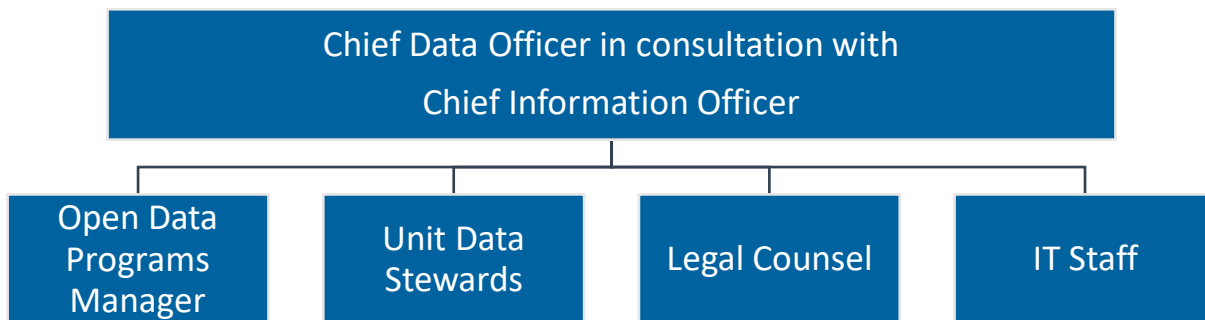 Chief Data Officer in consultation with
Chief Information Officer
Open Data
Programs
Manager
Unit Data
Stewards
Legal Counsel
IT Staff